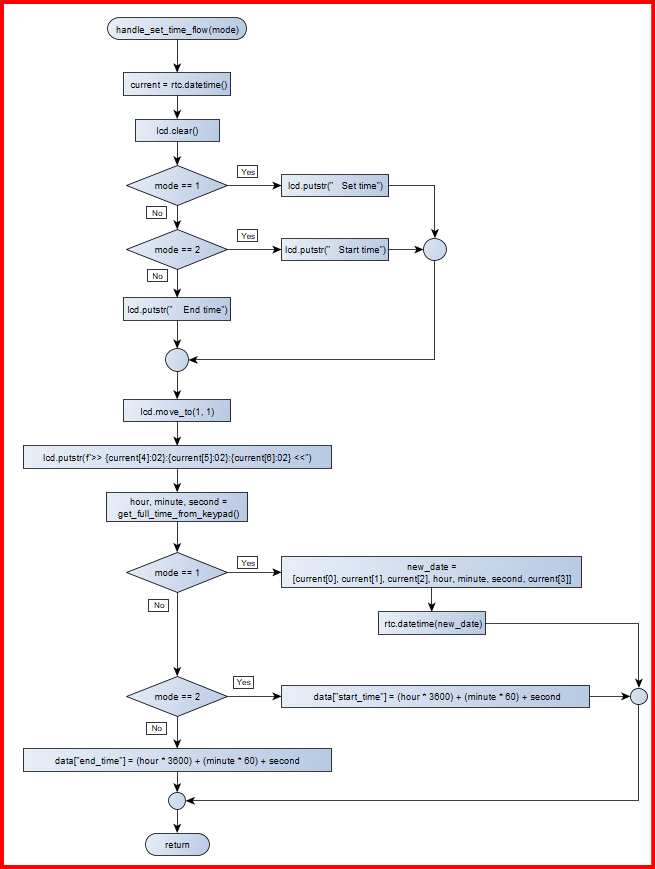 handle_set_time_flow(mode)
current = rtc.datetime()
lcd.clear()
mode == 1
Yes
lcd.putstr("   Set time")
No
mode == 2
Yes
lcd.putstr("   Start time")
No
lcd.putstr("   End time")
lcd.move_to(1, 1)
lcd.putstr(f">> {current[4]:02}:{current[5]:02}:{current[6]:02} <<")
hour, minute, second =
get_full_time_from_keypad()
mode == 1
Yes
new_date =
[current[0], current[1], current[2], hour, minute, second, current[3]]
No
rtc.datetime(new_date)
mode == 2
Yes
data["start_time"] = (hour * 3600) + (minute * 60) + second
No
data["end_time"] = (hour * 3600) + (minute * 60) + second
return